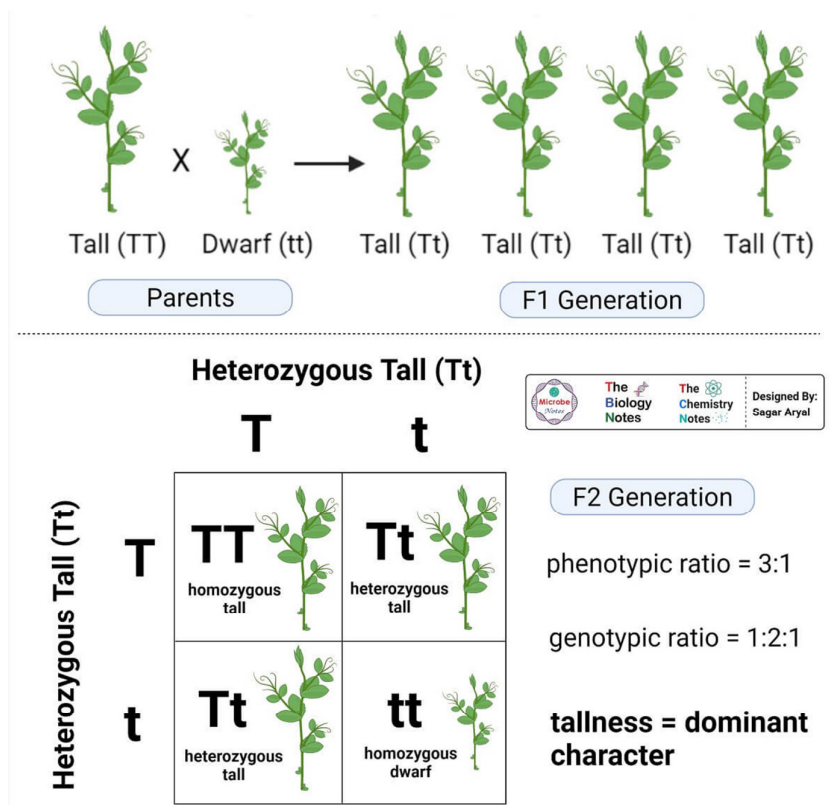 X
Tall (TT) Dwarf (tt) Tall (Tt) Tall (Tt) Tall (Tt) Tall (Tt)
Parents F1 Generation
Heterozygous Tall (Tt)
T t
Microbe
Notes
The
Biology
Notes
The
Chemistry
Notes
Designed By:
Sagar Aryal
Heterozygous Tall (Tt)
T
TT
homozygous
tall
Tt
heterozygous
tall
t
Tt
heterozygous
tall
tt
homozygous
dwarf
F2 Generation
phenotypic ratio = 3:1
genotypic ratio = 1:2:1
tallness = dominant
character